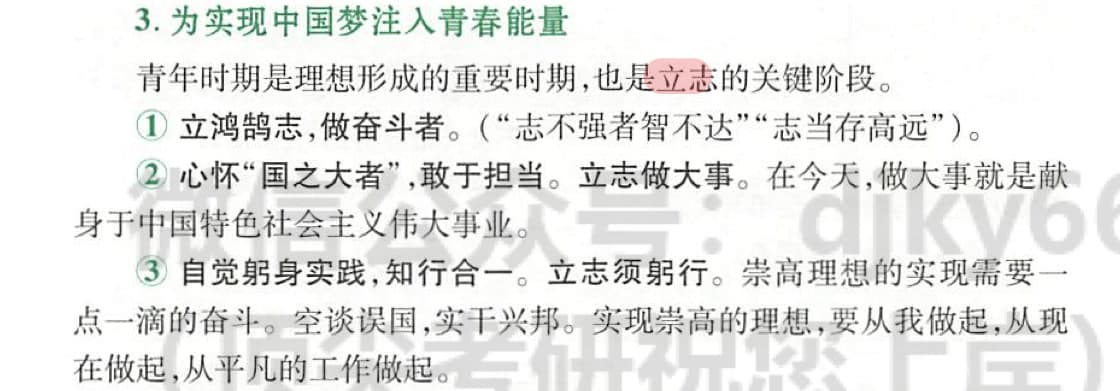 3. 为实现中国梦注入青春能量
青年时期是理想形成的重要时期,也是立志的关键阶段。
① 立鸿鹄志,做奋斗者。(“志不强者智不达”“志当存高远”)。
② 心怀“国之大者”,敢于担当。立志做大事。在今天,做大事就是献
身于中国特色社会主义伟大事业。
③ 自觉躬身实践,知行合一。立志须躬行。崇高理想的实现需要一
点一滴的奋斗。空谈误国,实干兴邦。实现崇高的理想,要从我做起,从现
在做起,从平凡的工作做起。
微信公众号: djky66
(顶尖考研祝您上岸)